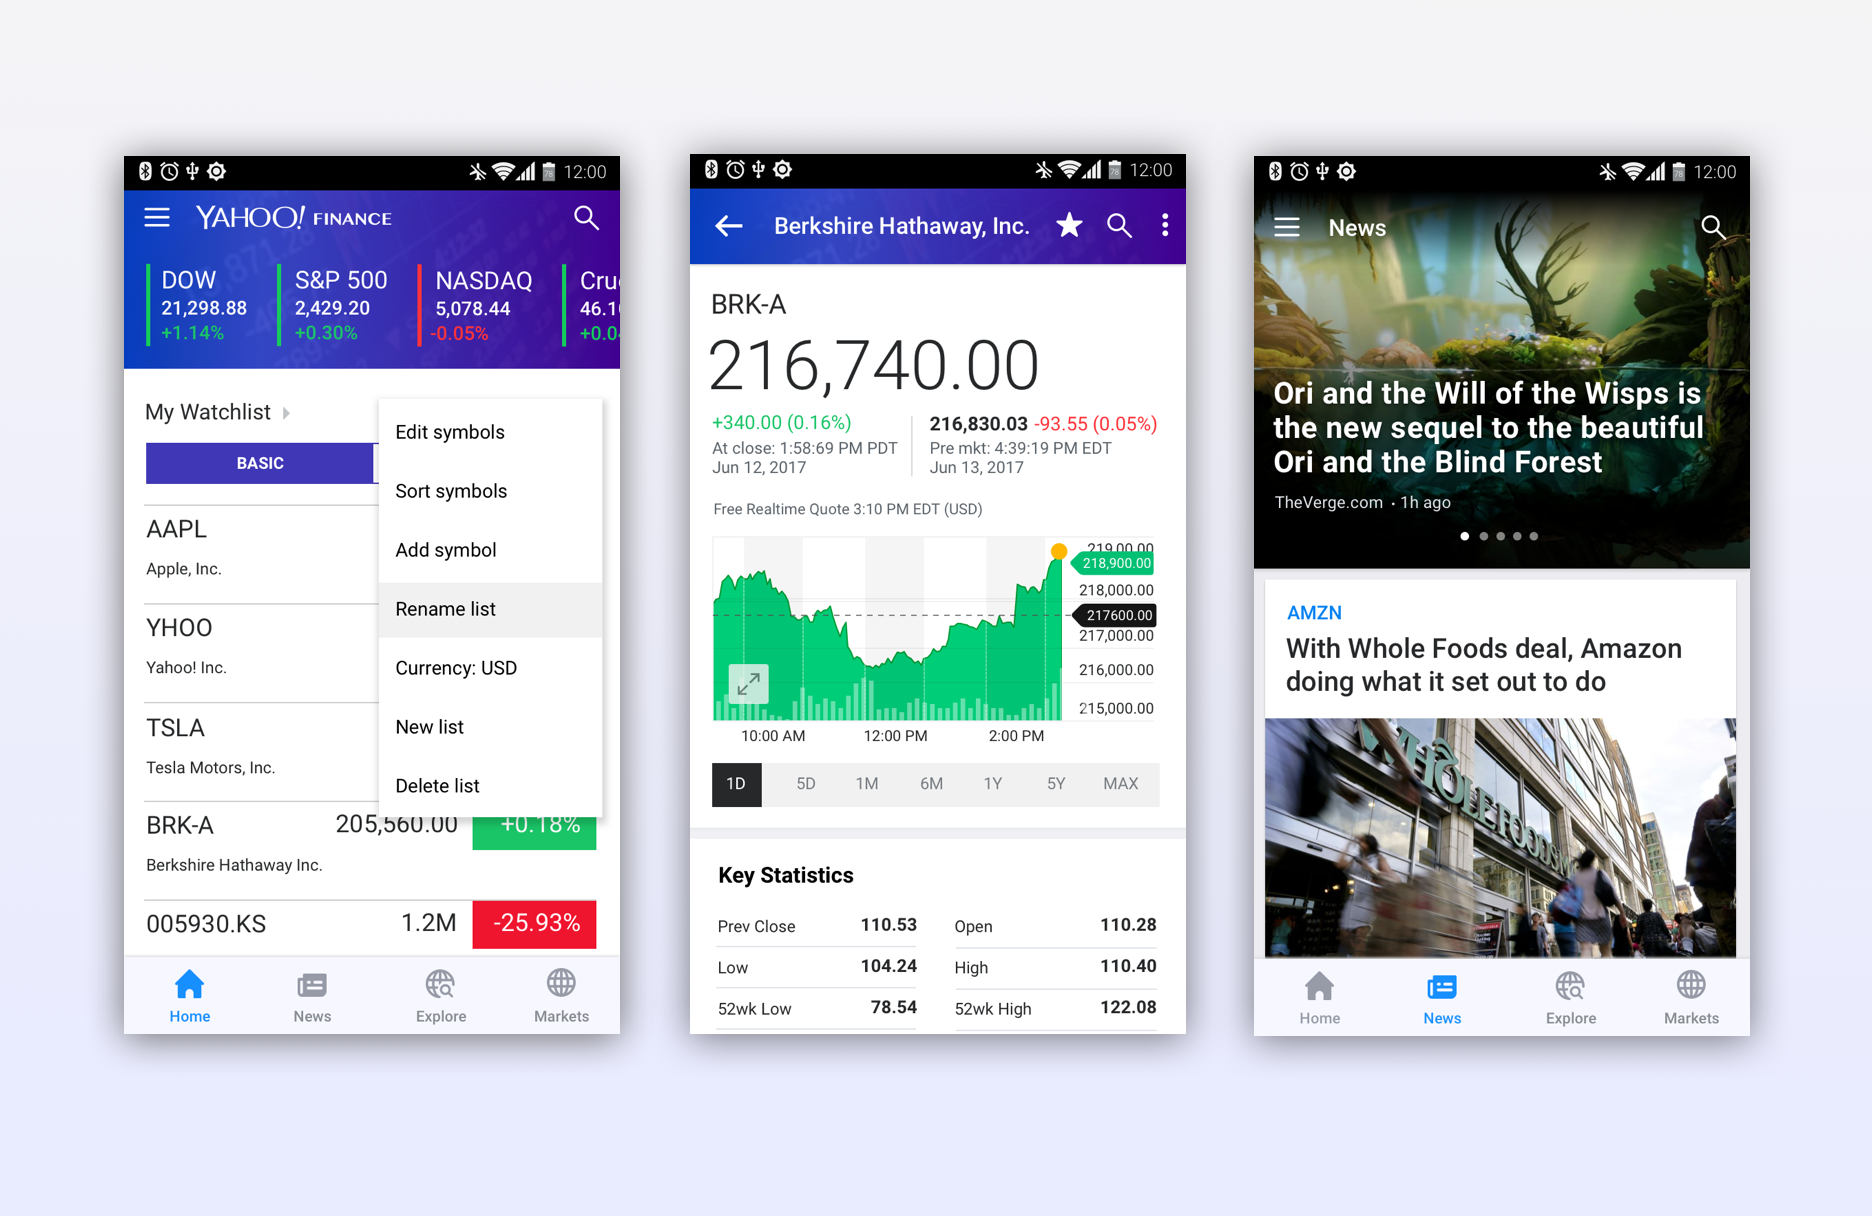 12:00
YAHOO! FINANCE
DOW
21,298.88
+1.14%
S&P 500
2,429.20
+0.30%
NASDAQ
5,078.44
-0.05%
Cru
46.1
+0.0
My Watchlist
BASIC
Edit symbols
Sort symbols
Add symbol
Rename list
Currency: USD
New list
Delete list
AAPL
Apple, Inc.
YHOO
Yahoo! Inc.
TSLA
Tesla Motors, Inc.
BRK-A 205,560.00 +0.18%
Berkshire Hathaway Inc.
005930.KS 1.2M -25.93%
Home News Explore Markets
78 12:00
Berkshire Hathaway, Inc.
BRK-A
216,740.00
+340.00 (0.16%)
At close: 1:58:69 PM PDT
Jun 12, 2017
216,830.03 -93.55 (0.05%)
Pre mkt: 4:39:19 PM EDT
Jun 13, 2017
Free Realtime Quote 3:10 PM EDT (USD)
219,00.00
218,900.00
218,000.00
217600.00
217,000.00
216,000.00
215,000.00
10:00 AM 12:00 PM 2:00 PM
1D 5D 1M 6M 1Y 5Y MAX
Key Statistics
Prev Close 110.53 Open 110.28
Low 104.24 High 110.40
52wk Low 78.54 52wk High 122.08
78 12:00
News
Ori and the Will of the Wisps is
the new sequel to the beautiful
Ori and the Blind Forest
TheVerge.com · 1h ago
AMZN
With Whole Foods deal, Amazon
doing what it set out to do
WHOLE FOODS
Home News Explore Markets